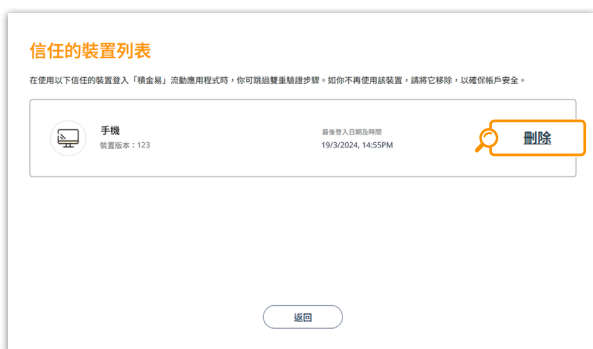 信任的裝置列表
在使用以下信任的裝置登入「積金易」流動應用程式時，你可跳過雙重驗證步驟。如你不再使用該裝置，請將它移除，以確保帳戶安全。
手機
裝置版本：123
最後登入日期及時間
19/3/2024, 14:55PM
刪除
返回